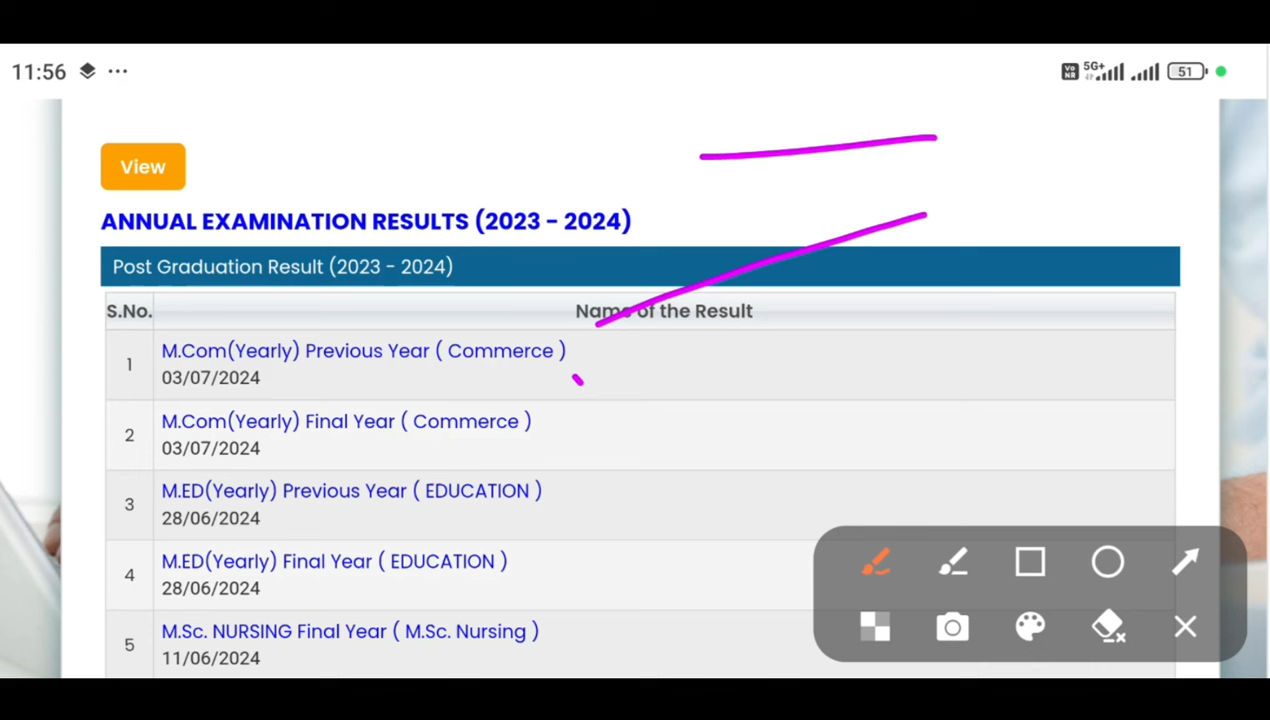 11:56 ...
Vo NR 5G+ 51
View
ANNUAL EXAMINATION RESULTS (2023 - 2024)
Post Graduation Result (2023 - 2024)
S.No. Name of the Result
1 M.Com(Yearly) Previous Year ( Commerce )
03/07/2024
2 M.Com(Yearly) Final Year ( Commerce )
03/07/2024
3 M.ED(Yearly) Previous Year ( EDUCATION )
28/06/2024
4 M.ED(Yearly) Final Year ( EDUCATION )
28/06/2024
5 M.Sc. NURSING Final Year ( M.Sc. Nursing )
11/06/2024